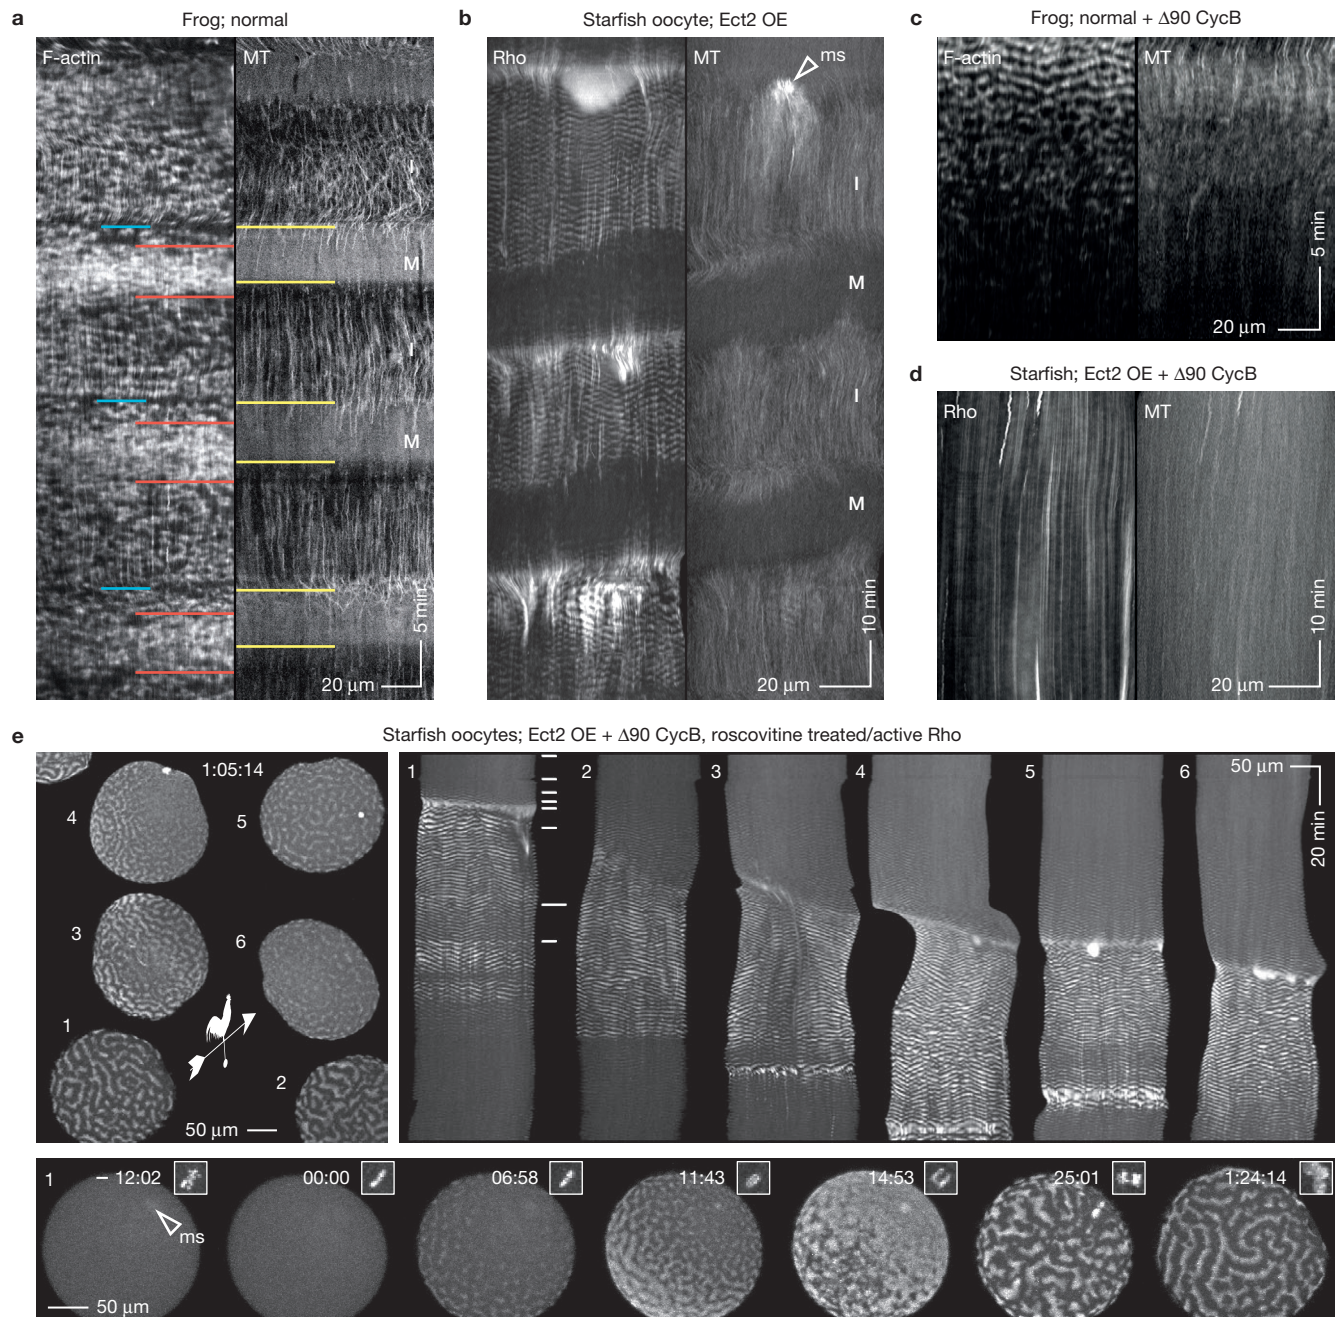 a
Frog; normal
F-actin
MT
I
M
I
M
5 min
20 μm
b
Starfish oocyte; Ect2 OE
Rho
MT
ms
I
M
I
M
10 min
20 μm
c
Frog; normal + Δ90 CycB
F-actin
MT
5 min
20 μm
d
Starfish; Ect2 OE + Δ90 CycB
Rho
MT
10 min
20 μm
e
Starfish oocytes; Ect2 OE + Δ90 CycB, roscovitine treated/active Rho
1:05:14
4
5
3
6
1
2
50 μm
1
2
3
4
5
6
50 μm
20 min
1
– 12:02
00:00
06:58
11:43
14:53
25:01
1:24:14
ms
50 μm